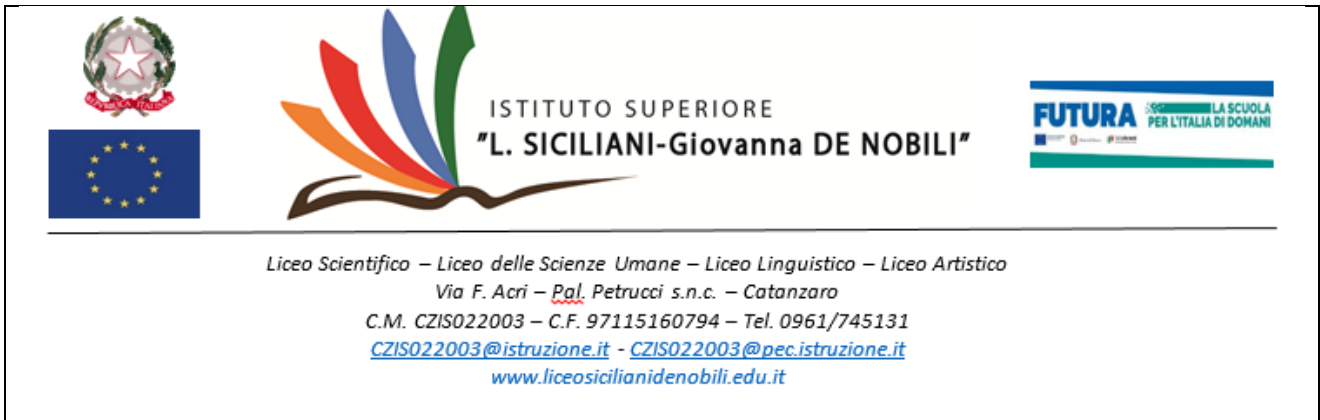 REPVBBLICA ITALIANA
ISTITUTO SUPERIORE
"L. SICILIANI-Giovanna DE NOBILI"
FUTURA
LA SCUOLA
PER L'ITALIA DI DOMANI
Liceo Scientifico – Liceo delle Scienze Umane – Liceo Linguistico – Liceo Artistico
Via F. Acri – Pal. Petrucci s.n.c. – Catanzaro
C.M. CZIS022003 – C.F. 97115160794 – Tel. 0961/745131
CZIS022003@istruzione.it - CZIS022003@pec.istruzione.it
www.liceosicilianidenobili.edu.it